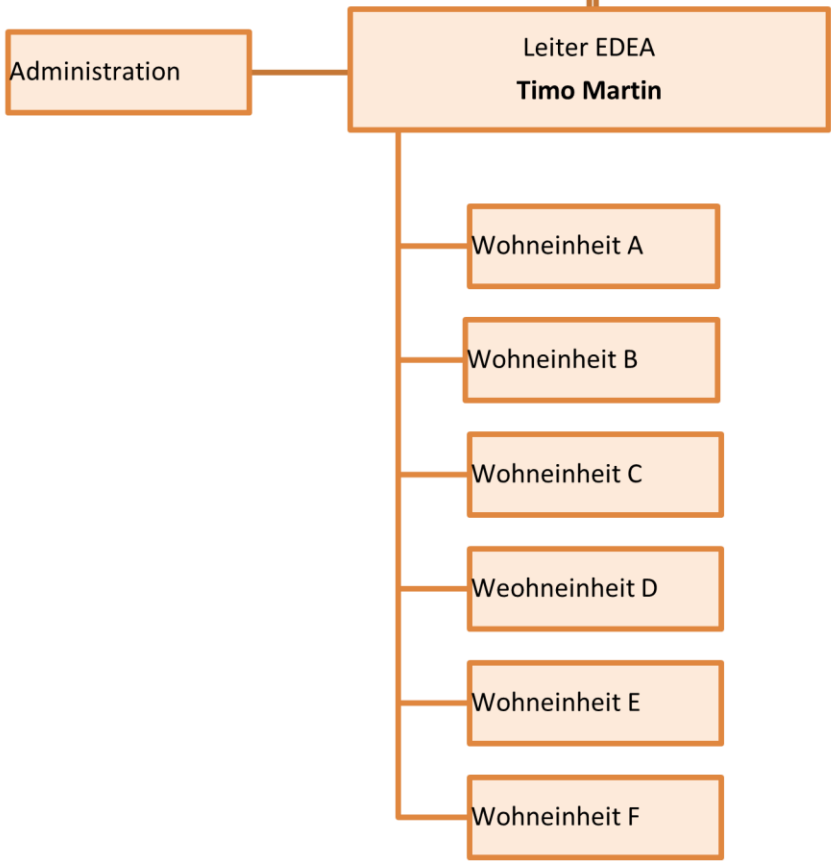 Leiter EDEA
Timo Martin
Administration
Wohneinheit A
Wohneinheit B
Wohneinheit C
Weohneinheit D
Wohneinheit E
Wohneinheit F